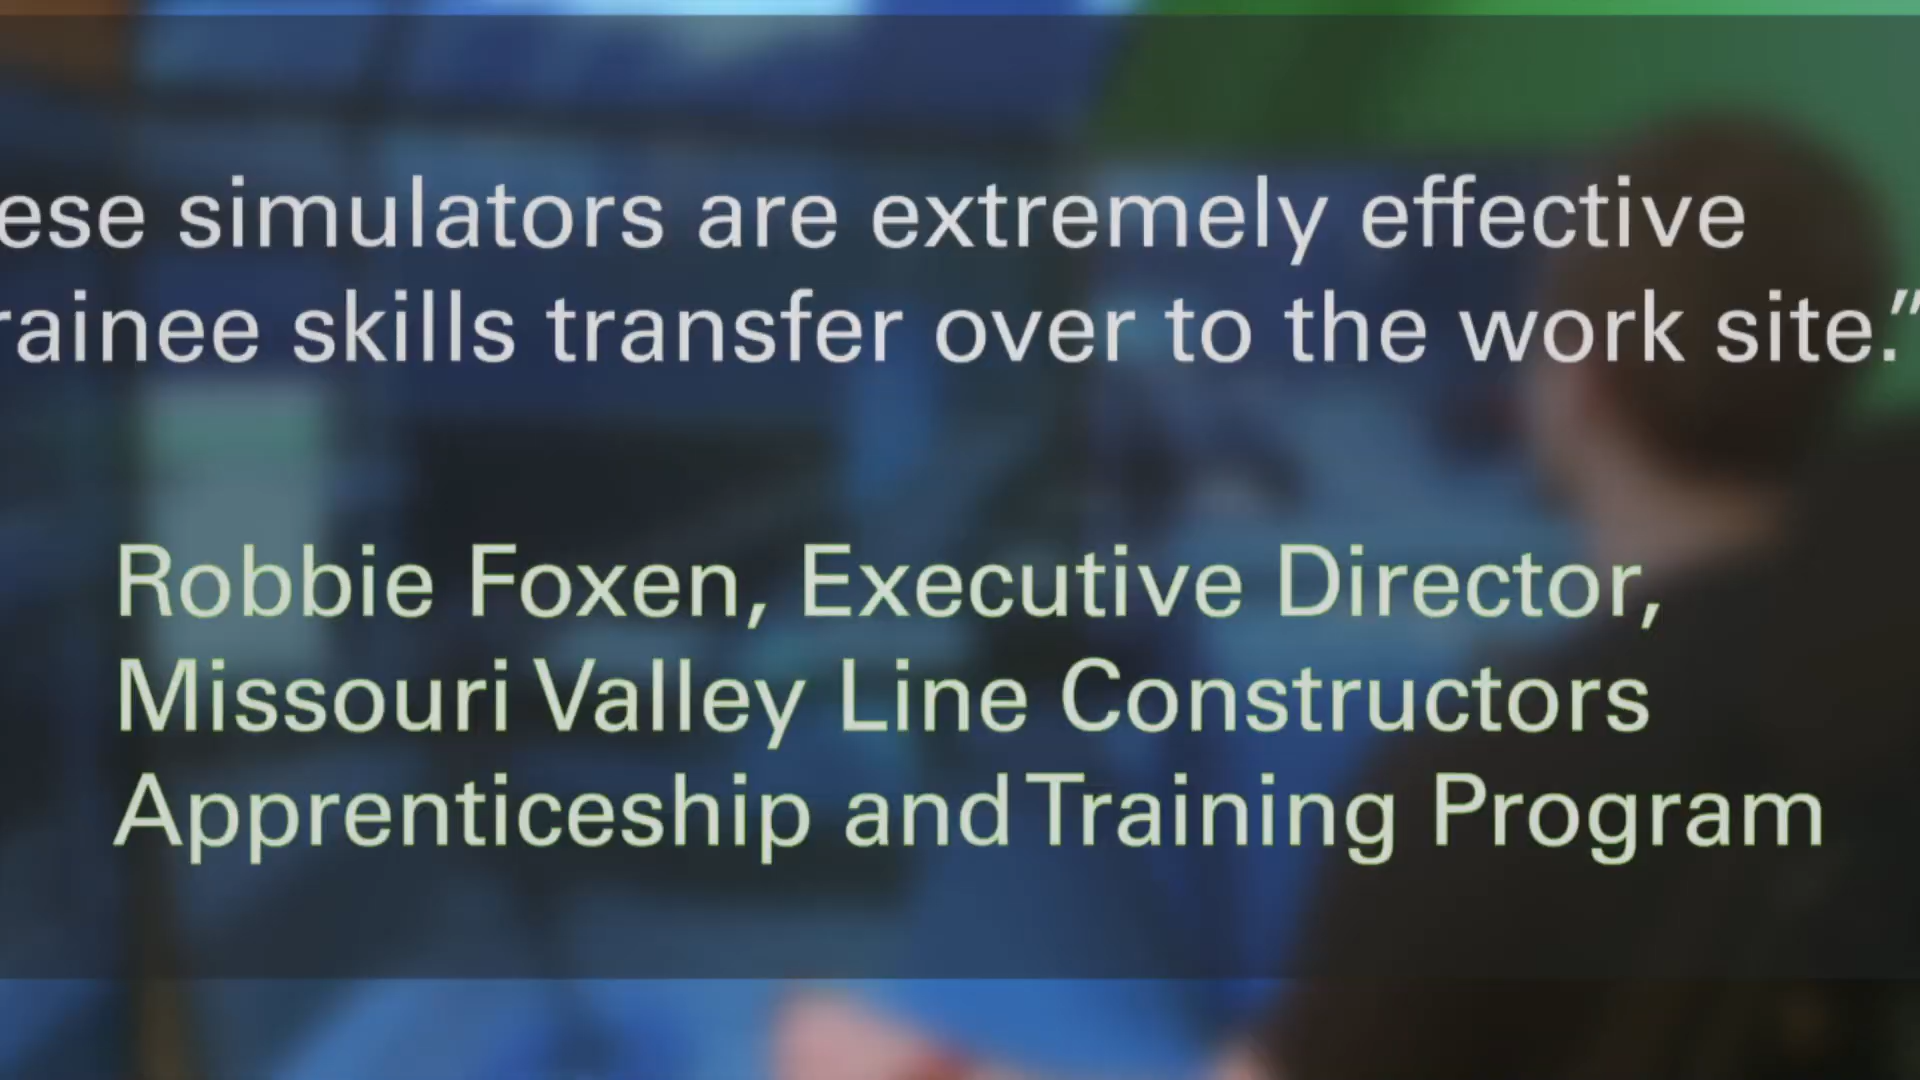 ese simulators are extremely effective
rainee skills transfer over to the work site.”
Robbie Foxen, Executive Director,
Missouri Valley Line Constructors
Apprenticeship and Training Program